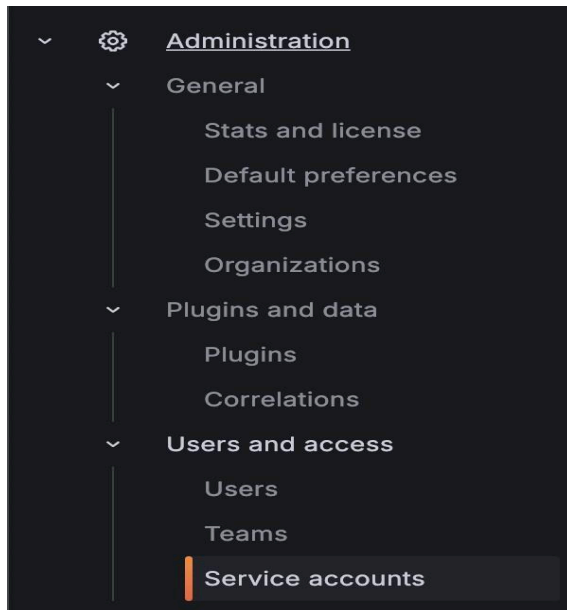 Administration
General
Stats and license
Default preferences
Settings
Organizations
Plugins and data
Plugins
Correlations
Users and access
Users
Teams
Service accounts